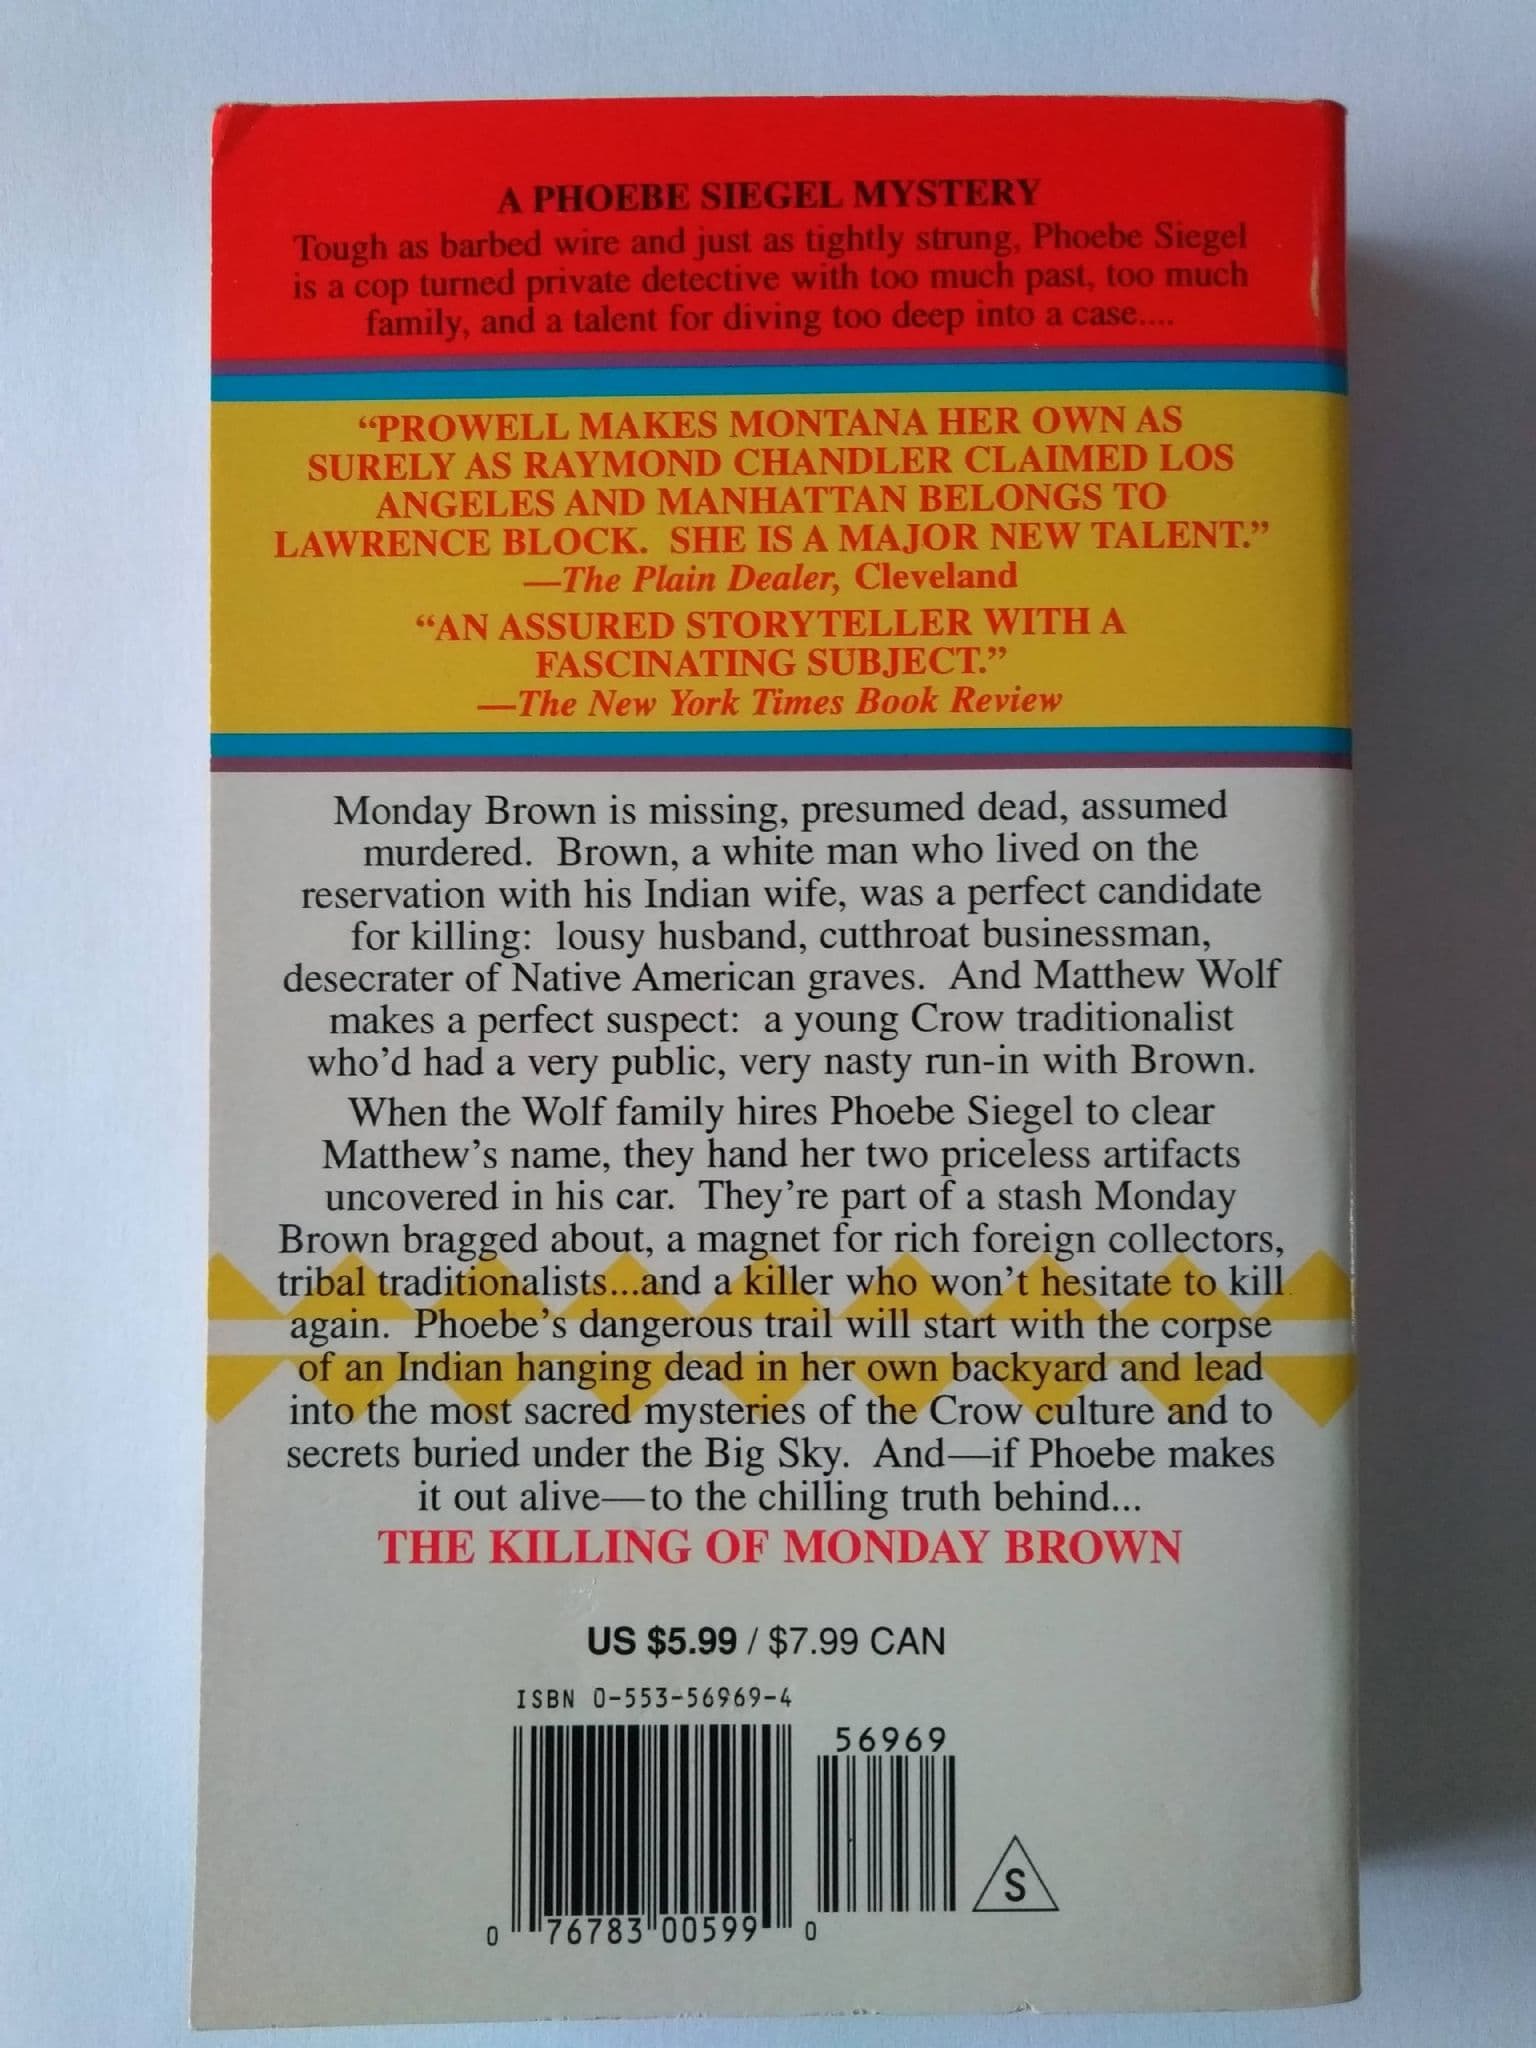 A PHOEBE SIEGEL MYSTERY
Tough as barbed wire and just as tightly strung, Phoebe Siegel
is a cop turned private detective with too much past, too much
family, and a talent for diving too deep into a case....
“PROWELL MAKES MONTANA HER OWN AS
SURELY AS RAYMOND CHANDLER CLAIMED LOS
ANGELES AND MANHATTAN BELONGS TO
LAWRENCE BLOCK. SHE IS A MAJOR NEW TALENT.”
—The Plain Dealer, Cleveland
“AN ASSURED STORYTELLER WITH A
FASCINATING SUBJECT.”
—The New York Times Book Review
Monday Brown is missing, presumed dead, assumed
murdered. Brown, a white man who lived on the
reservation with his Indian wife, was a perfect candidate
for killing: lousy husband, cutthroat businessman,
desecrater of Native American graves. And Matthew Wolf
makes a perfect suspect: a young Crow traditionalist
who’d had a very public, very nasty run-in with Brown.
When the Wolf family hires Phoebe Siegel to clear
Matthew’s name, they hand her two priceless artifacts
uncovered in his car. They’re part of a stash Monday
Brown bragged about, a magnet for rich foreign collectors,
tribal traditionalists...and a killer who won’t hesitate to kill
again. Phoebe’s dangerous trail will start with the corpse
of an Indian hanging dead in her own backyard and lead
into the most sacred mysteries of the Crow culture and to
secrets buried under the Big Sky. And—if Phoebe makes
it out alive—to the chilling truth behind...
THE KILLING OF MONDAY BROWN
US $5.99 / $7.99 CAN
ISBN 0-553-56969-4
56969
0 76783 00599 0
S